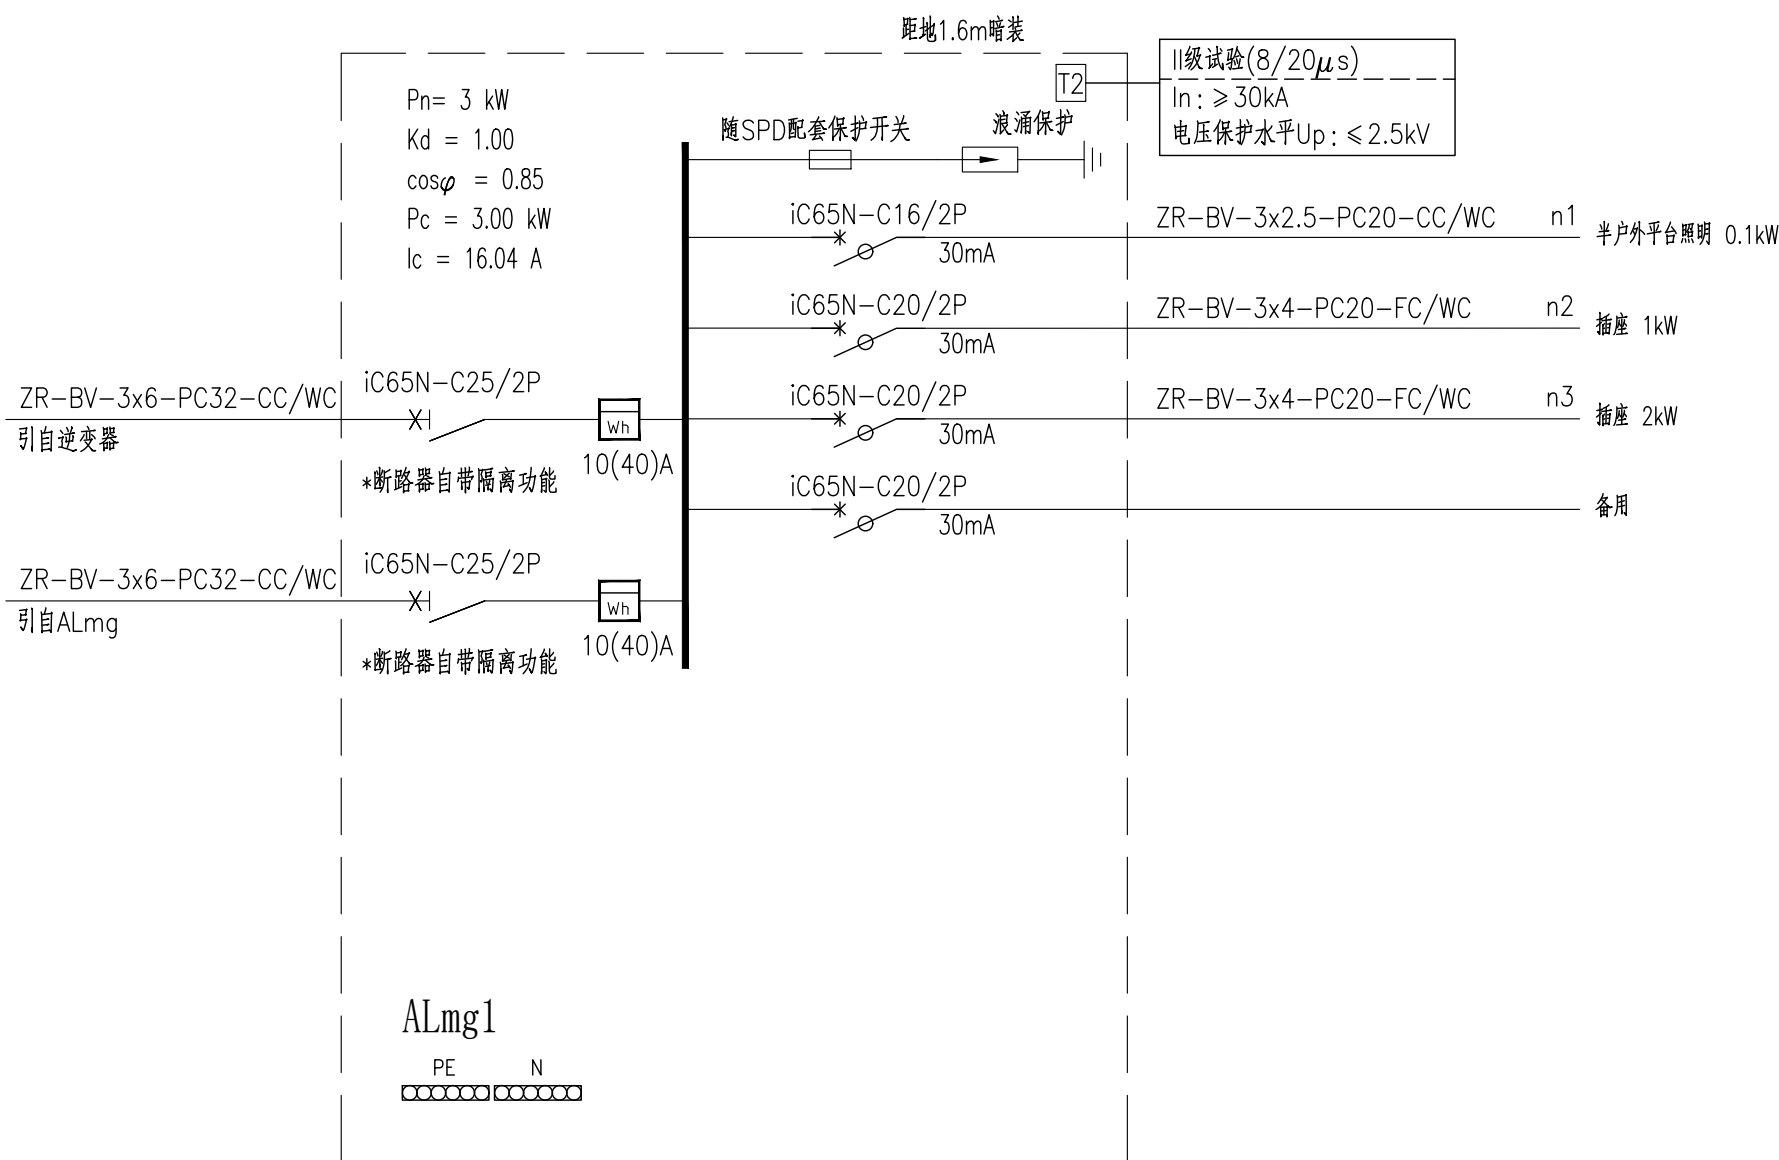 距地1.6m暗装
T2
II级试验(8/20μs)
In:≥30kA
电压保护水平Up:≤2.5kV
Pn= 3 kW
Kd = 1.00
cosφ = 0.85
Pc = 3.00 kW
Ic = 16.04 A
随SPD配套保护开关
浪涌保护
iC65N-C16/2P
30mA
ZR-BV-3x2.5-PC20-CC/WC
n1
半户外平台照明 0.1kW
iC65N-C20/2P
30mA
ZR-BV-3x4-PC20-FC/WC
n2
插座 1kW
iC65N-C20/2P
30mA
ZR-BV-3x4-PC20-FC/WC
n3
插座 2kW
iC65N-C20/2P
30mA
备用
ZR-BV-3x6-PC32-CC/WC
引自逆变器
iC65N-C25/2P
*断路器自带隔离功能
Wh
10(40)A
ZR-BV-3x6-PC32-CC/WC
引自ALmg
iC65N-C25/2P
*断路器自带隔离功能
Wh
10(40)A
ALmg1
PE
N